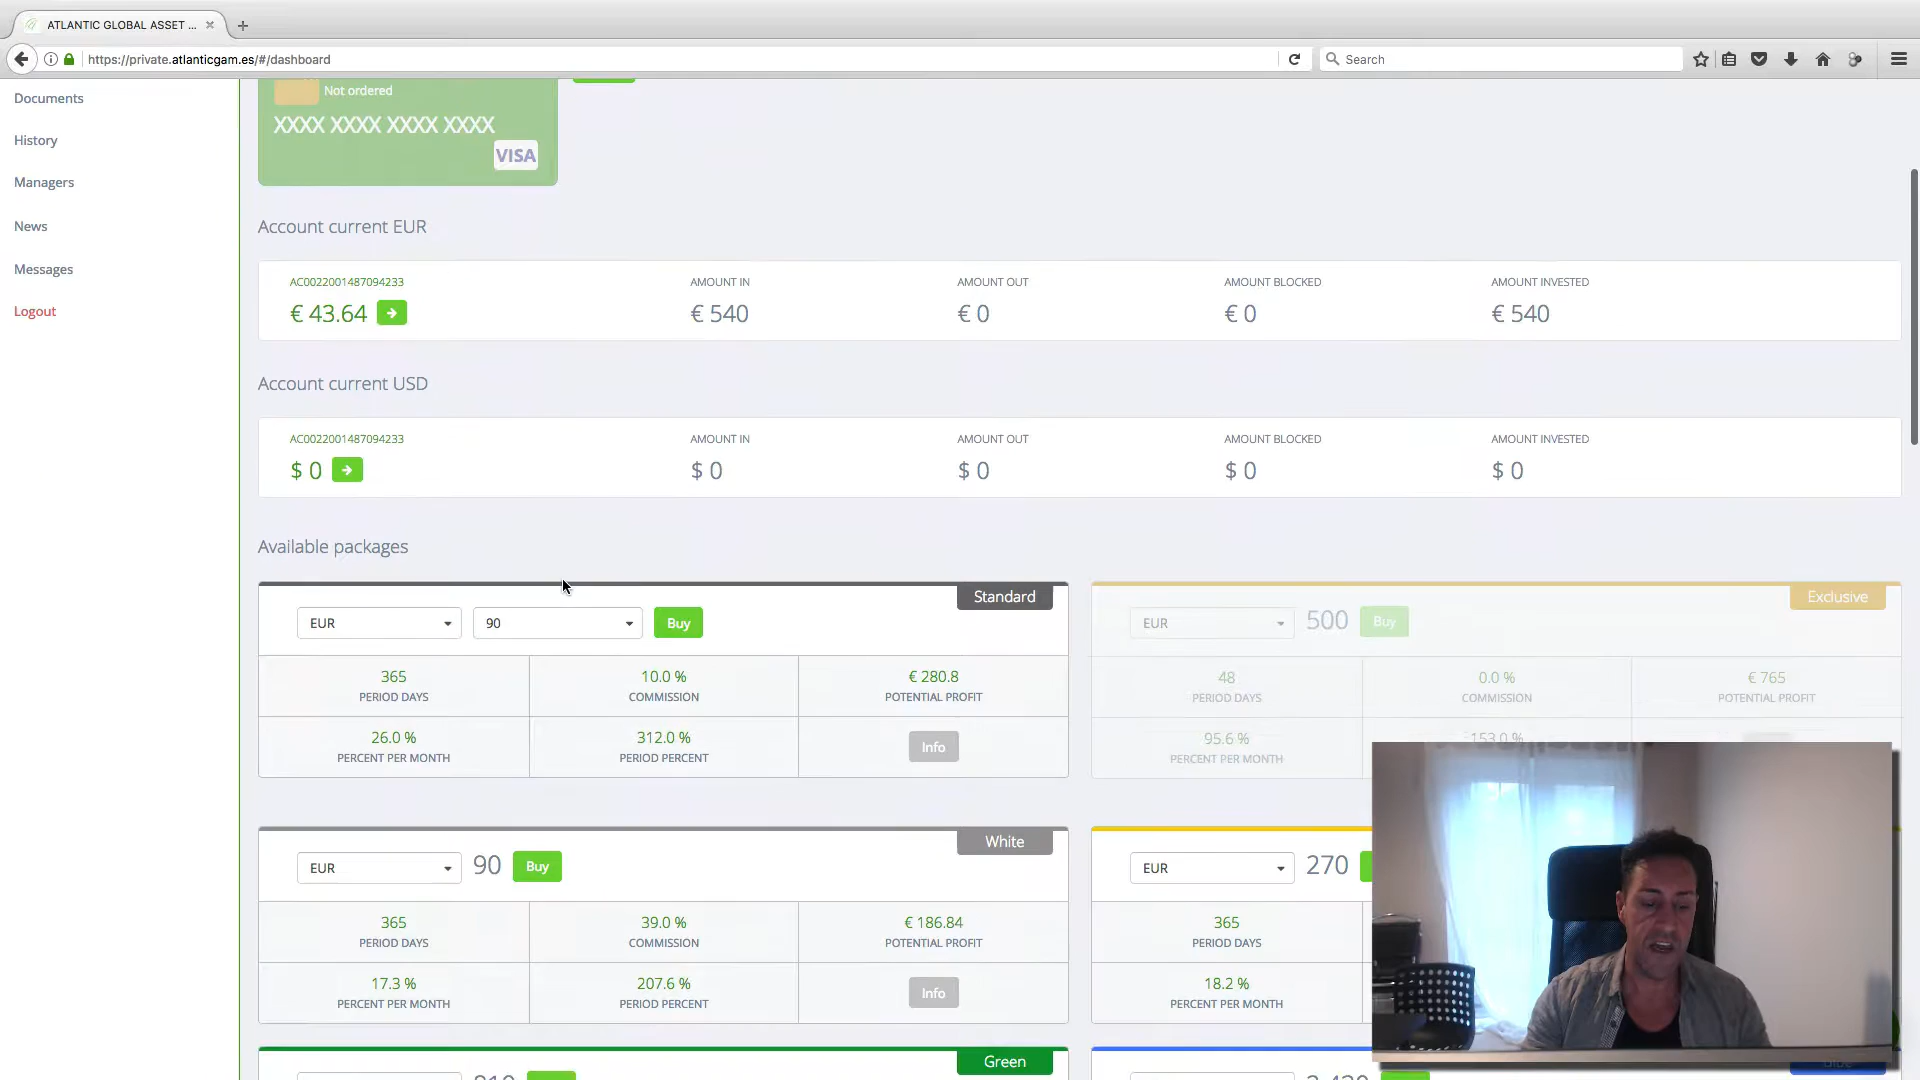 ATLANTIC GLOBAL ASSET ...
https://private.atlanticgam.es/#/dashboard
Search
Documents
History
Managers
News
Messages
Logout
Not ordered
XXXX XXXX XXXX XXXX
VISA
Account current EUR
AC0022001487094233 AMOUNT IN AMOUNT OUT AMOUNT BLOCKED AMOUNT INVESTED
€ 43.64 € 540 € 0 € 0 € 540
Account current USD
AC0022001487094233 AMOUNT IN AMOUNT OUT AMOUNT BLOCKED AMOUNT INVESTED
$ 0 $ 0 $ 0 $ 0 $ 0
Available packages
Standard
EUR 90 Buy
365 10.0 % € 280.8
PERIOD DAYS COMMISSION POTENTIAL PROFIT
26.0 % 312.0 % Info
PERCENT PER MONTH PERIOD PERCENT
Exclusive
EUR 500 Buy
48 0.0 % € 765
PERIOD DAYS COMMISSION POTENTIAL PROFIT
95.6 % 153.0 %
PERCENT PER MONTH
White
EUR 90 Buy
365 39.0 % € 186.84
PERIOD DAYS COMMISSION POTENTIAL PROFIT
17.3 % 207.6 % Info
PERCENT PER MONTH PERIOD PERCENT
EUR 270
365
PERIOD DAYS
18.2 %
PERCENT PER MONTH
Green